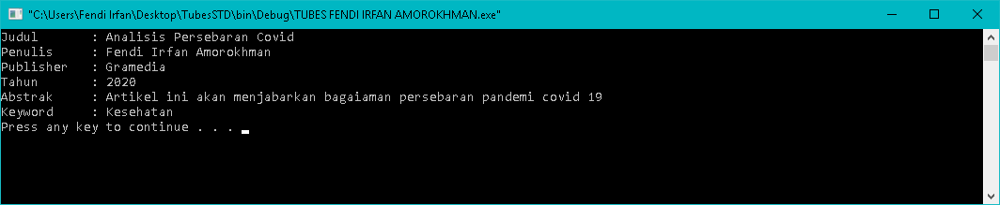 "C:\Users\Fendi Irfan\Desktop\TubesSTD\bin\Debug\TUBES FENDI IRFAN AMOROKHMAN.exe"
Judul : Analisis Persebaran Covid
Penulis : Fendi Irfan Amorokhman
Publisher : Gramedia
Tahun : 2020
Abstrak : Artikel ini akan menjabarkan bagaiaman persebaran pandemi covid 19
Keyword : Kesehatan
Press any key to continue . . .